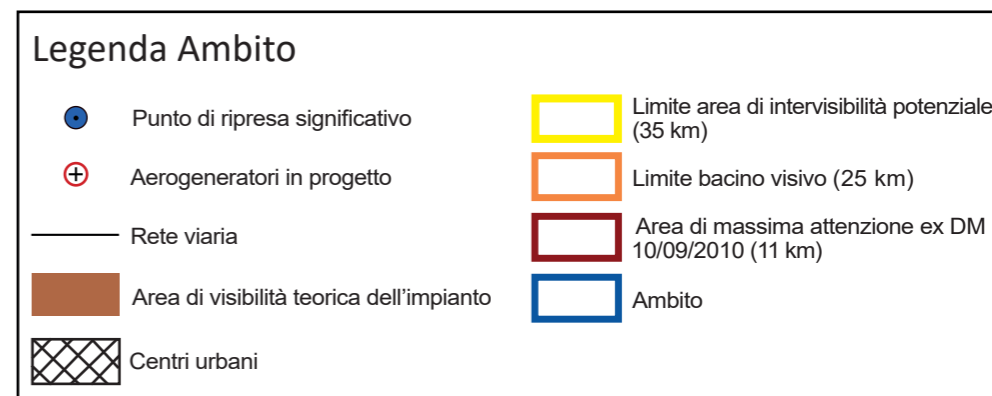 Legenda Ambito
Punto di ripresa significativo
Aerogeneratori in progetto
Rete viaria
Area di visibilità teorica dell'impianto
Centri urbani
Limite area di intervisibilità potenziale
(35 km)
Limite bacino visivo (25 km)
Area di massima attenzione ex DM
10/09/2010 (11 km)
Ambito